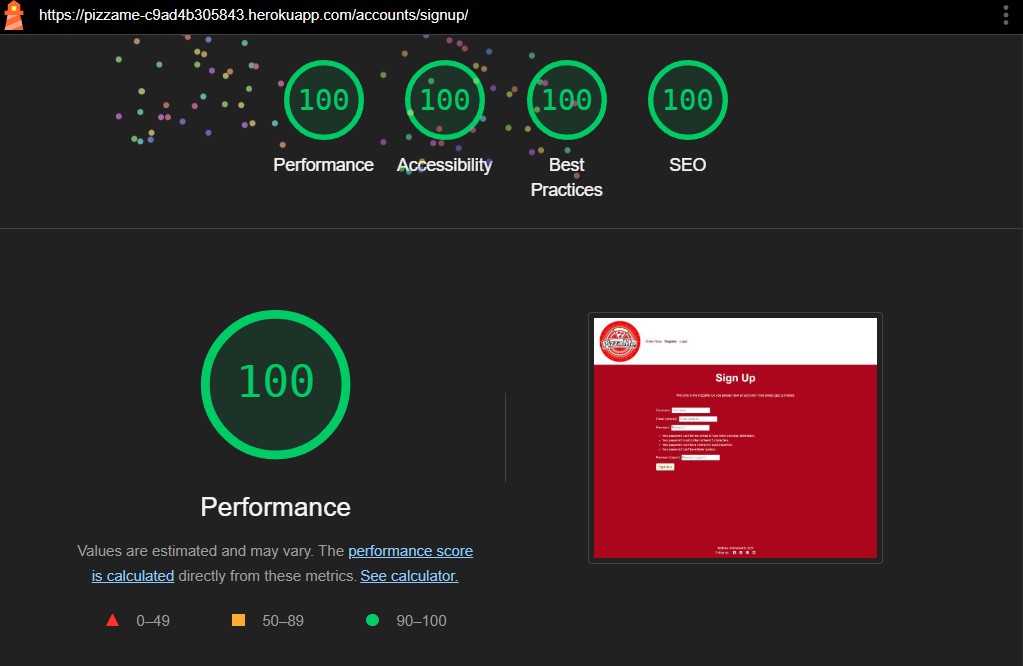 https://pizzame-c9ad4b305843.herokuapp.com/accounts/signup/
100
100
100
100
Performance
Accessibility
Best
Practices
SEO
100
Performance
Values are estimated and may vary. The performance score
is calculated directly from these metrics. See calculator.
0–49
50–89
90–100
Register
Sign Up